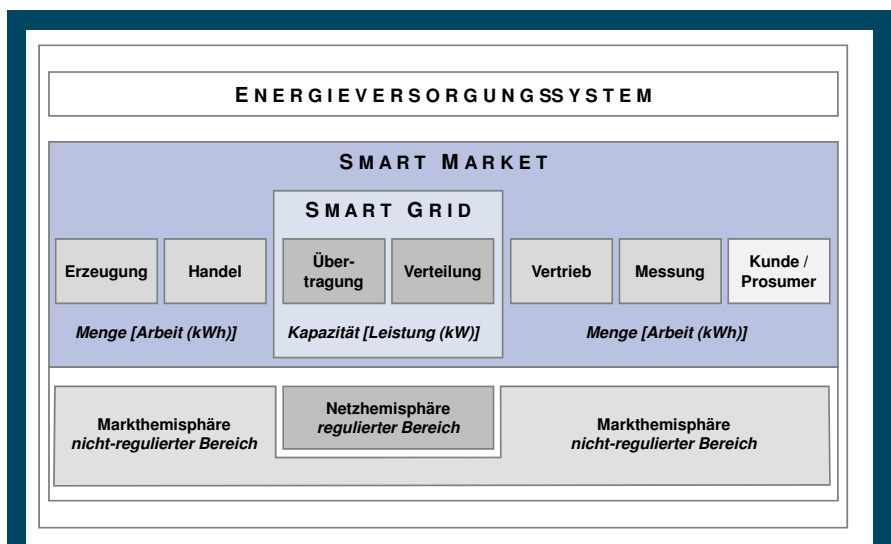 ENERGIEVERSORGUNGSSYSTEM
SMART MARKET
SMART GRID
Erzeugung
Handel
Über-
tragung
Verteilung
Vertrieb
Messung
Kunde /
Prosumer
Menge [Arbeit (kWh)]
Kapazität [Leistung (kW)]
Menge [Arbeit (kWh)]
Markthemisphäre
nicht-regulierter Bereich
Netzhemisphäre
regulierter Bereich
Markthemisphäre
nicht-regulierter Bereich